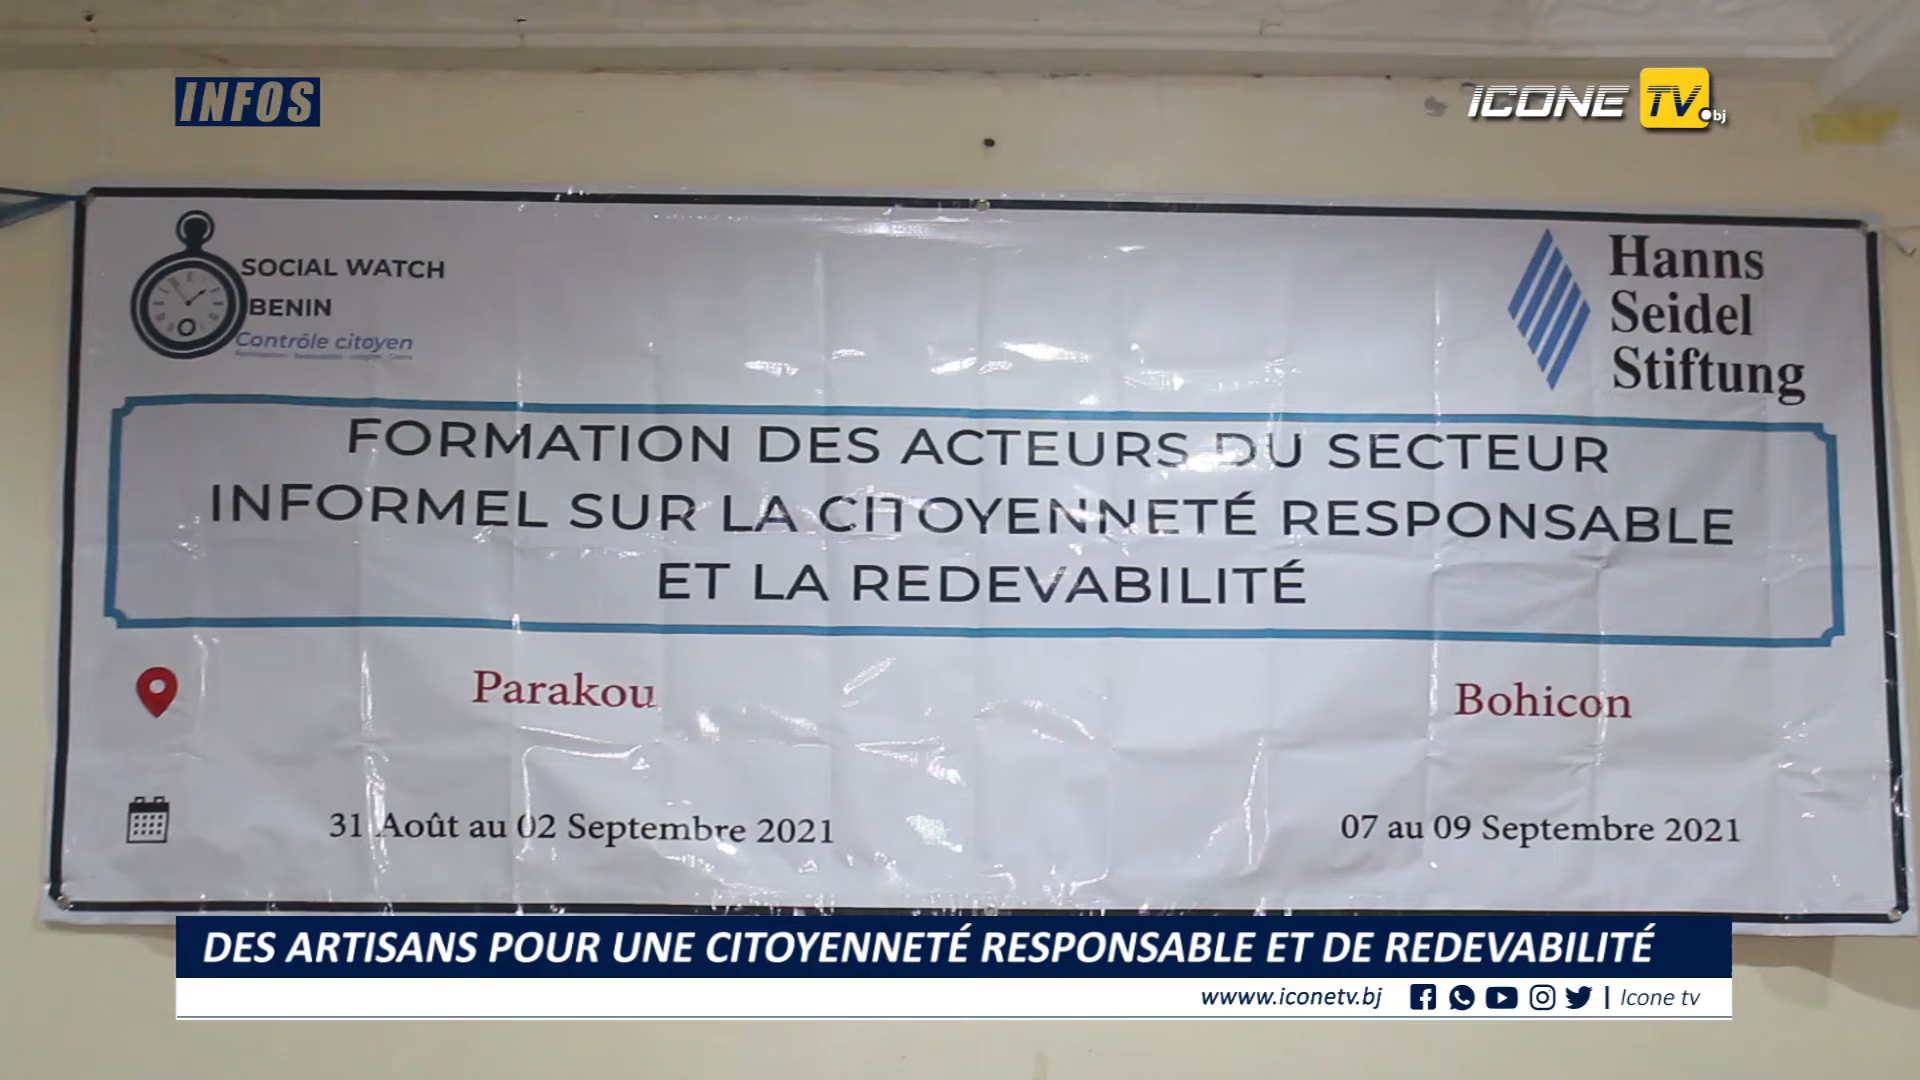 INFOS
ICONE TV.bj
SOCIAL WATCH
BENIN
Contrôle citoyen
Hanns
Seidel
Stiftung
FORMATION DES ACTEURS DU SECTEUR
INFORMEL SUR LA CITOYENNETÉ RESPONSABLE
ET LA REDEVABILITÉ
Parakou
Bohicon
31 Août au 02 Septembre 2021
07 au 09 Septembre 2021
DES ARTISANS POUR UNE CITOYENNETÉ RESPONSABLE ET DE REDEVABILITÉ
wwww.iconetv.bj | Icone tv